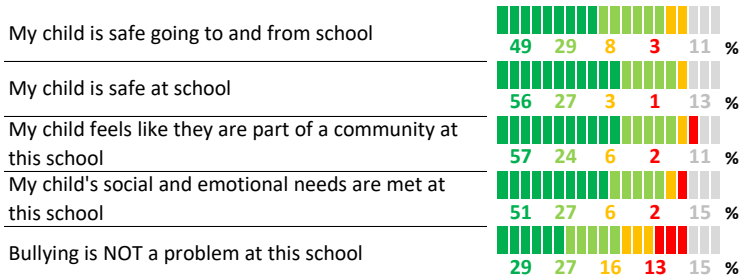 My child is safe going to and from school
49 29 8 3 11 %
My child is safe at school
56 27 3 1 13 %
My child feels like they are part of a community at
this school
57 24 6 2 11 %
My child's social and emotional needs are met at
this school
51 27 6 2 15 %
Bullying is NOT a problem at this school
29 27 16 13 15 %